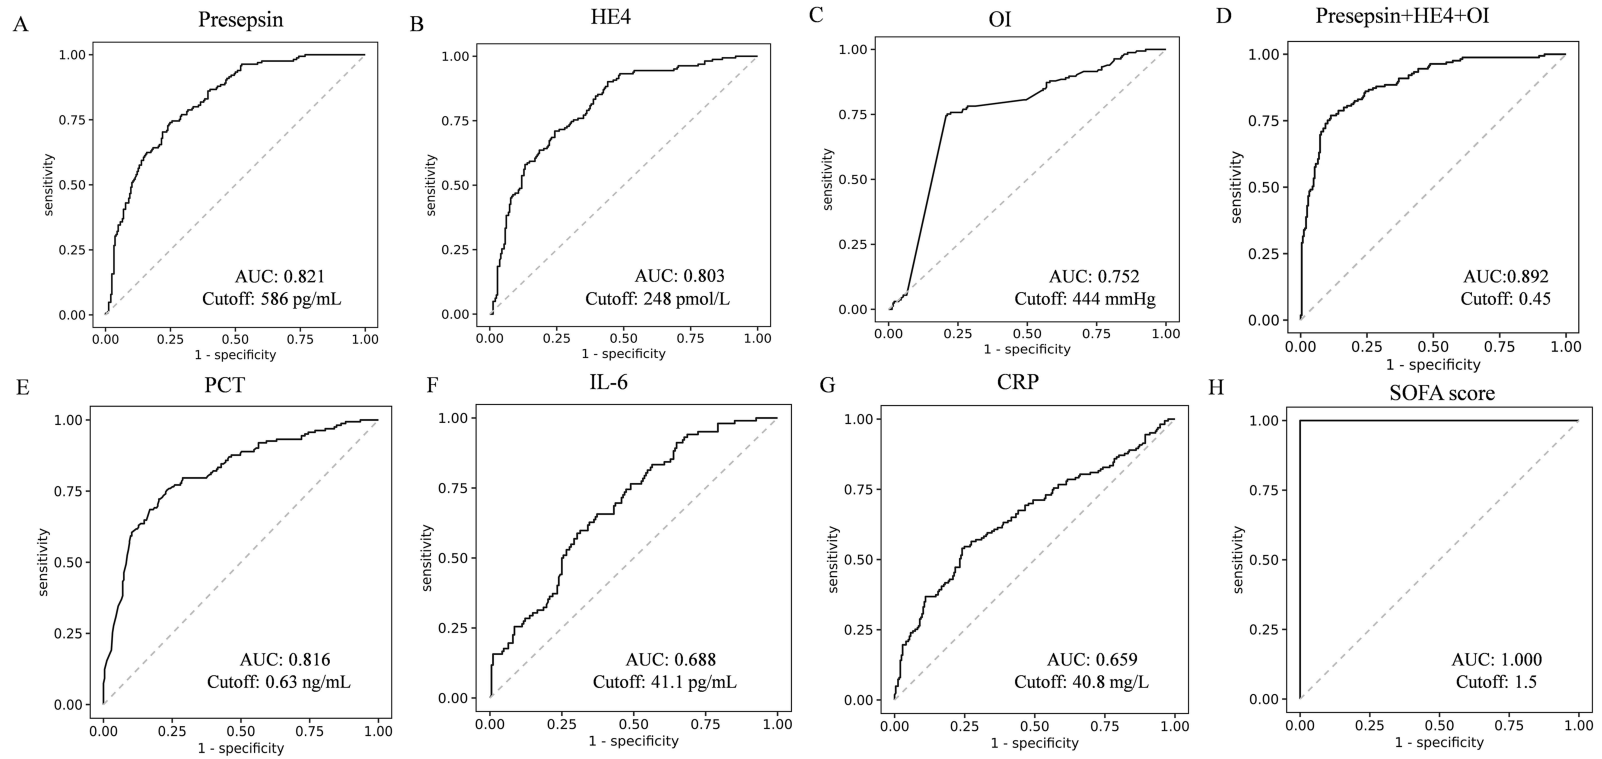 A
Presepsin
1.00
0.75
0.50
0.25
0.00
sensitivity
AUC: 0.821
Cutoff: 586 pg/mL
0.00 0.25 0.50 0.75 1.00
1 - specificity
B
HE4
1.00
0.75
0.50
0.25
0.00
sensitivity
AUC: 0.803
Cutoff: 248 pmol/L
0.00 0.25 0.50 0.75 1.00
1 - specificity
C
OI
1.00
0.75
0.50
0.25
0.00
sensitivity
AUC: 0.752
Cutoff: 444 mmHg
0.00 0.25 0.50 0.75 1.00
1 - specificity
D
Presepsin+HE4+OI
1.00
0.75
0.50
0.25
0.00
sensitivity
AUC:0.892
Cutoff: 0.45
0.00 0.25 0.50 0.75 1.00
1 - specificity
E
PCT
1.00
0.75
0.50
0.25
0.00
sensitivity
AUC: 0.816
Cutoff: 0.63 ng/mL
0.00 0.25 0.50 0.75 1.00
1 - specificity
F
IL-6
1.00
0.75
0.50
0.25
0.00
sensitivity
AUC: 0.688
Cutoff: 41.1 pg/mL
0.00 0.25 0.50 0.75 1.00
1 - specificity
G
CRP
1.00
0.75
0.50
0.25
0.00
sensitivity
AUC: 0.659
Cutoff: 40.8 mg/L
0.00 0.25 0.50 0.75 1.00
1 - specificity
H
SOFA score
1.00
0.75
0.50
0.25
0.00
sensitivity
AUC: 1.000
Cutoff: 1.5
0.00 0.25 0.50 0.75 1.00
1 - specificity